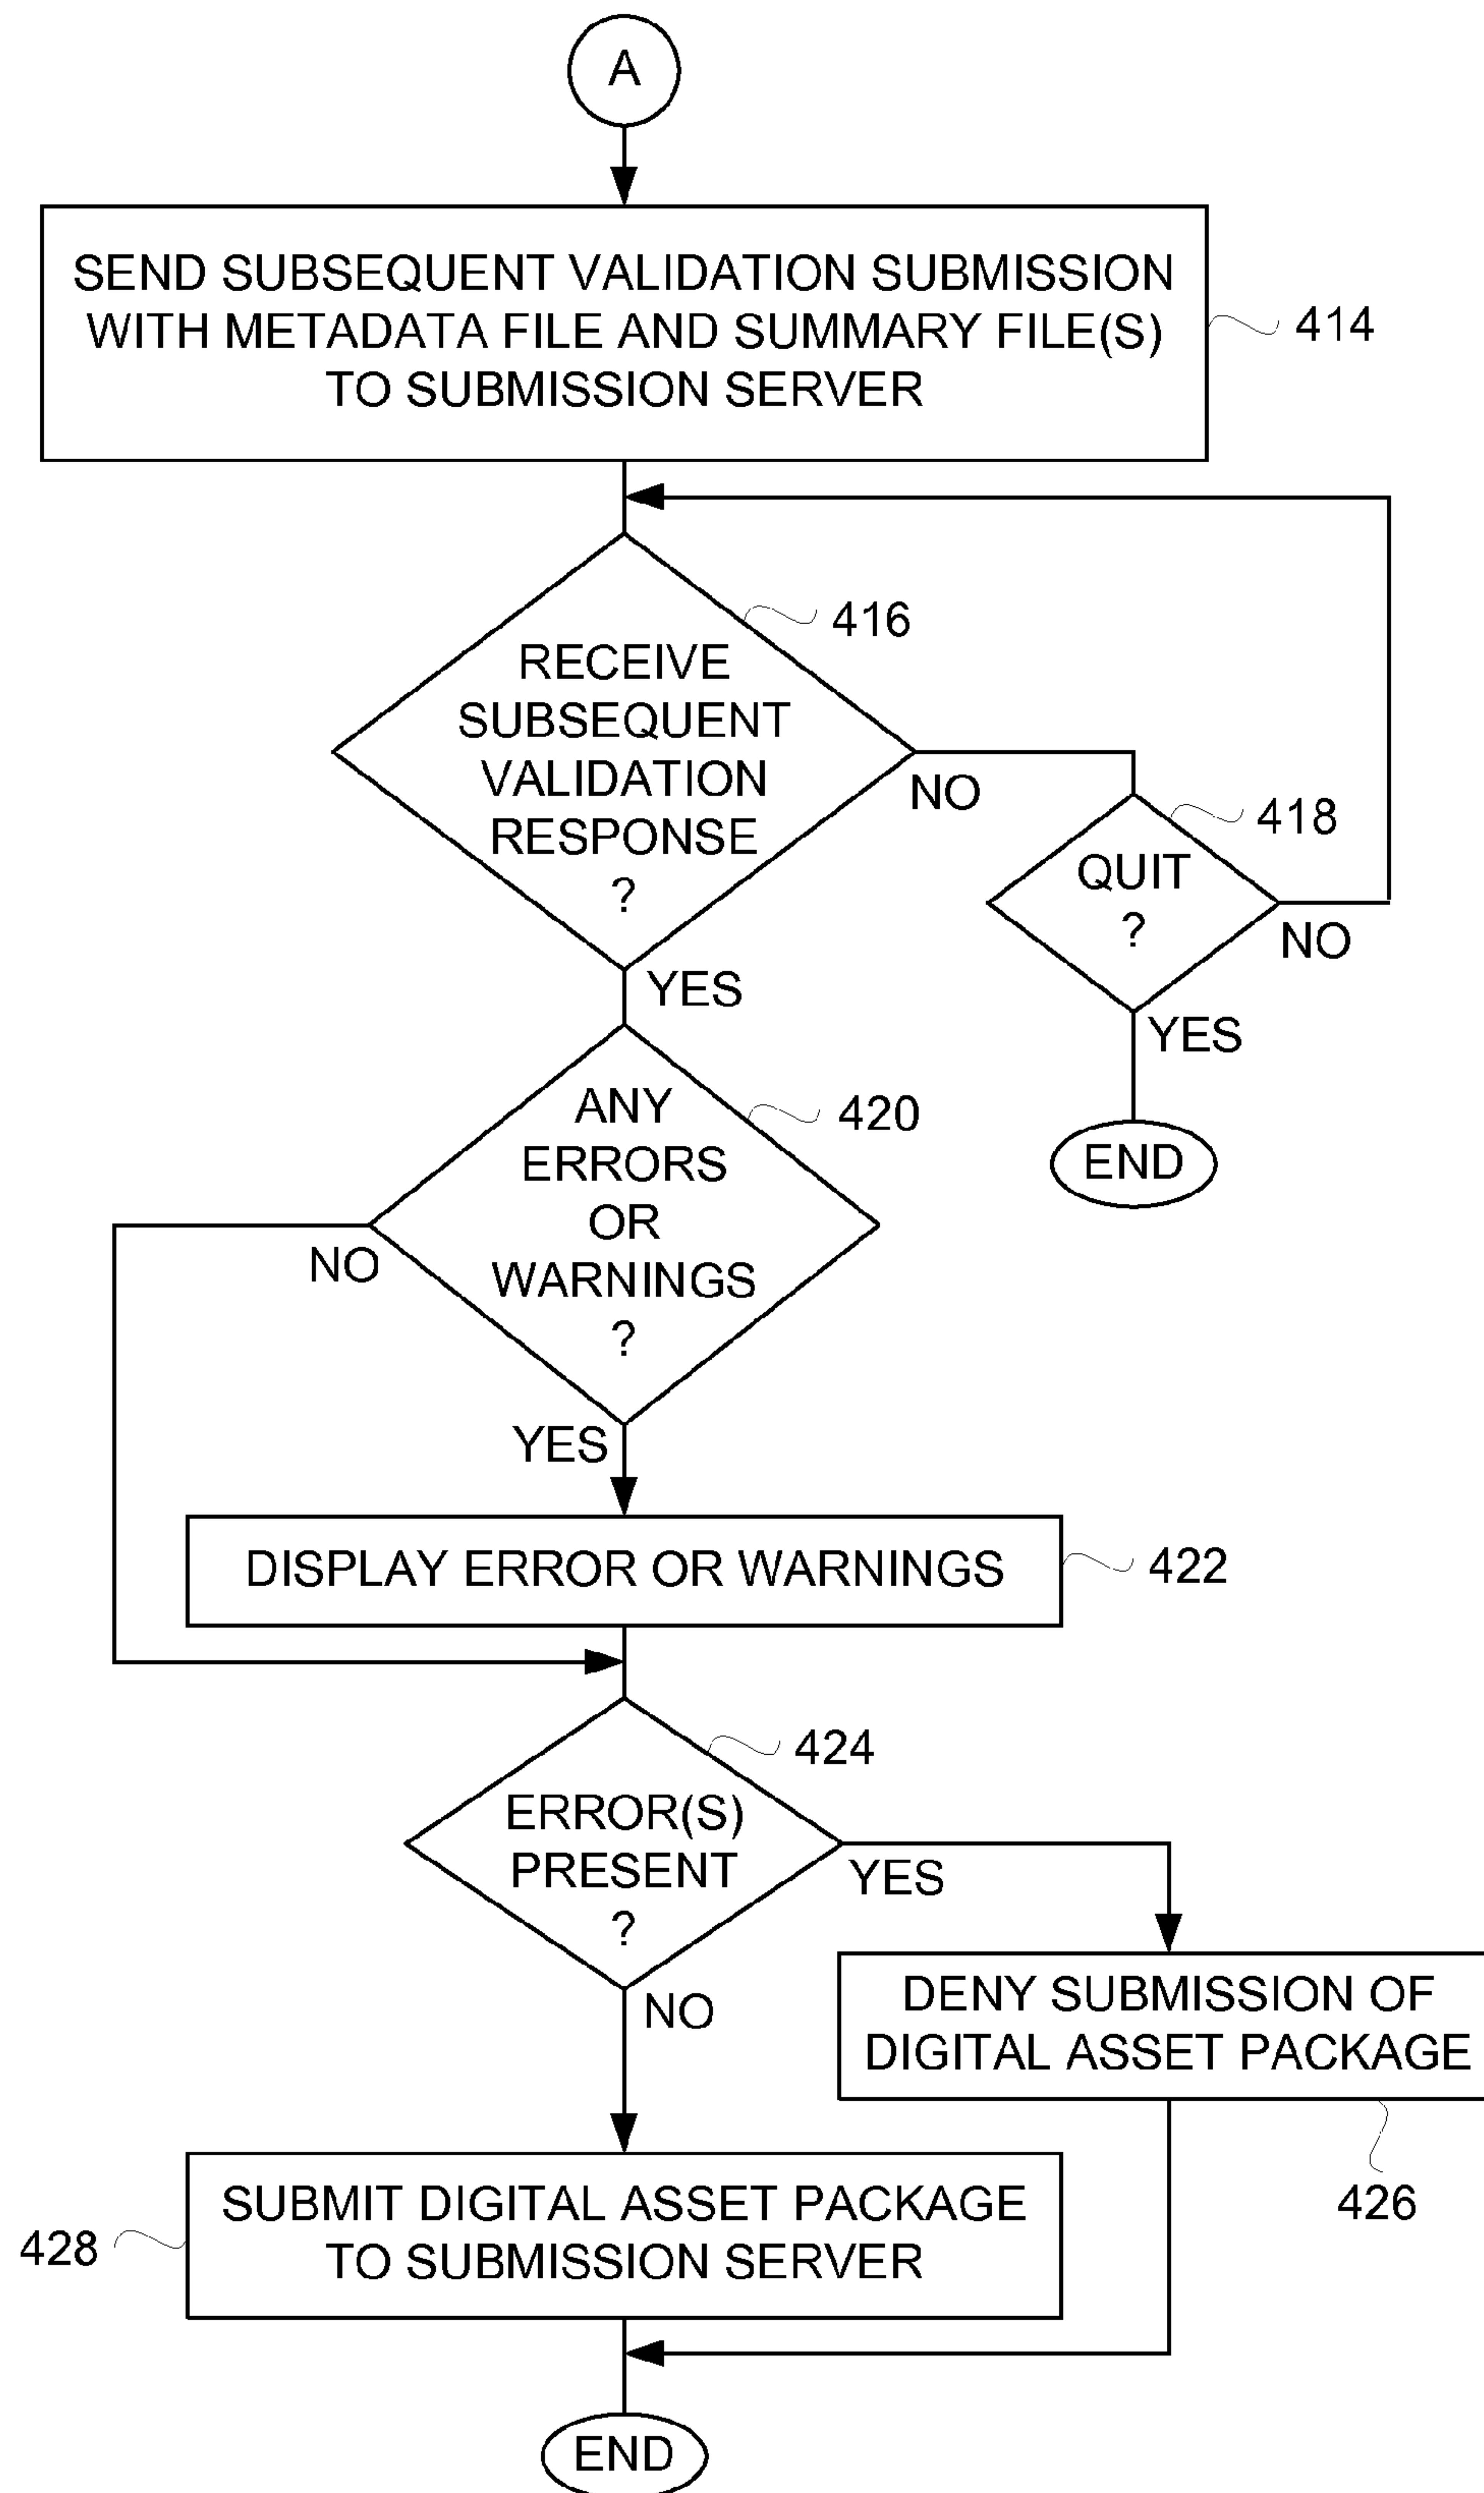 A
SEND SUBSEQUENT VALIDATION SUBMISSION
WITH METADATA FILE AND SUMMARY FILE(S)
TO SUBMISSION SERVER
414
416
RECEIVE
SUBSEQUENT
VALIDATION
RESPONSE
?
NO
418
QUIT
?
NO
YES
YES
END
420
ANY
ERRORS
OR
WARNINGS
?
NO
YES
DISPLAY ERROR OR WARNINGS
422
424
ERROR(S)
PRESENT
?
YES
NO
DENY SUBMISSION OF
DIGITAL ASSET PACKAGE
426
SUBMIT DIGITAL ASSET PACKAGE
TO SUBMISSION SERVER
428
END